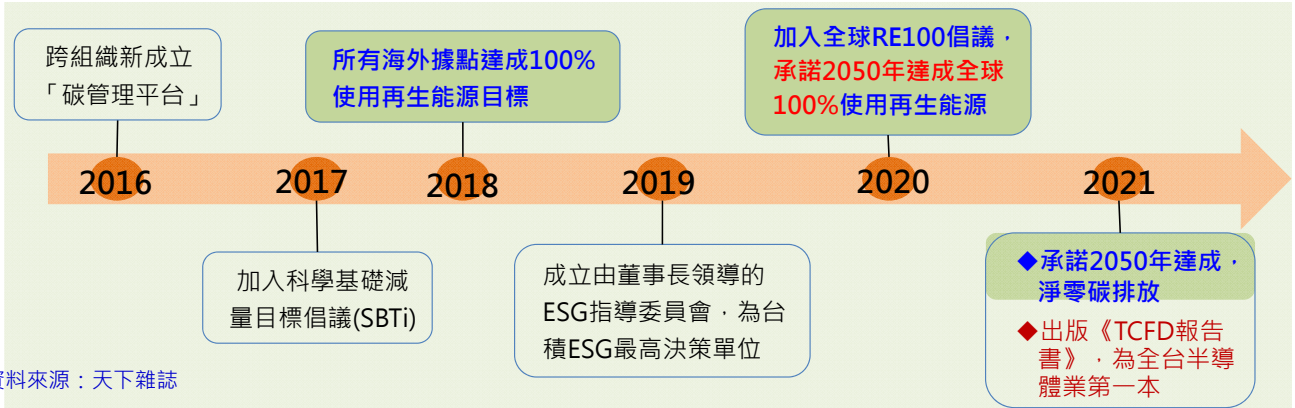 跨組織新成立
「碳管理平台」
所有海外據點達成100%
使用再生能源目標
加入全球RE100倡議，
承諾2050年達成全球
100%使用再生能源
2016
2017
2018
2019
2020
2021
加入科學基礎減
量目標倡議(SBTi)
成立由董事長領導的
ESG指導委員會，為台
積ESG最高決策單位
◆承諾2050年達成，
淨零碳排放
◆出版《TCFD報告
書》，為全台半導
體業第一本
資料來源：天下雜誌